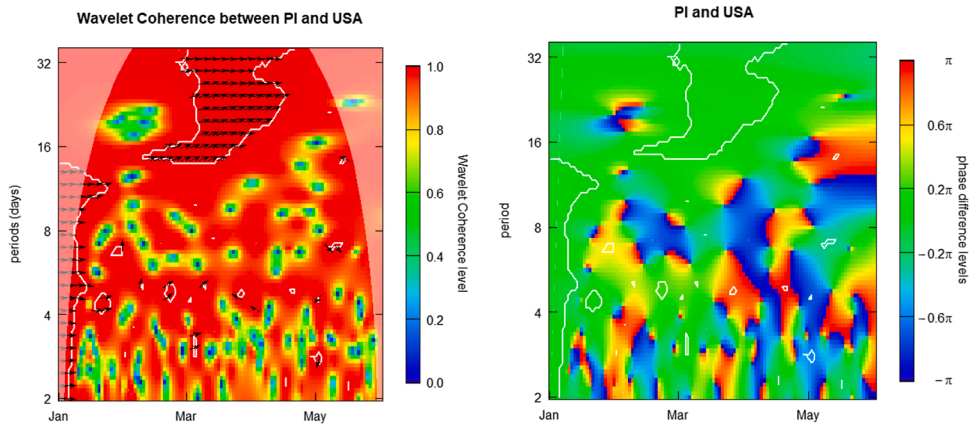 Wavelet Coherence between PI and USA
periods (days)
32
16
8
4
2
Jan
Mar
May
1.0
0.8
0.6
0.4
0.2
0.0
Wavelet Coherence level
PI and USA
period
32
16
8
4
2
Jan
Mar
May
π
0.6π
0.2π
−0.2π
−0.6π
−π
phase difference levels